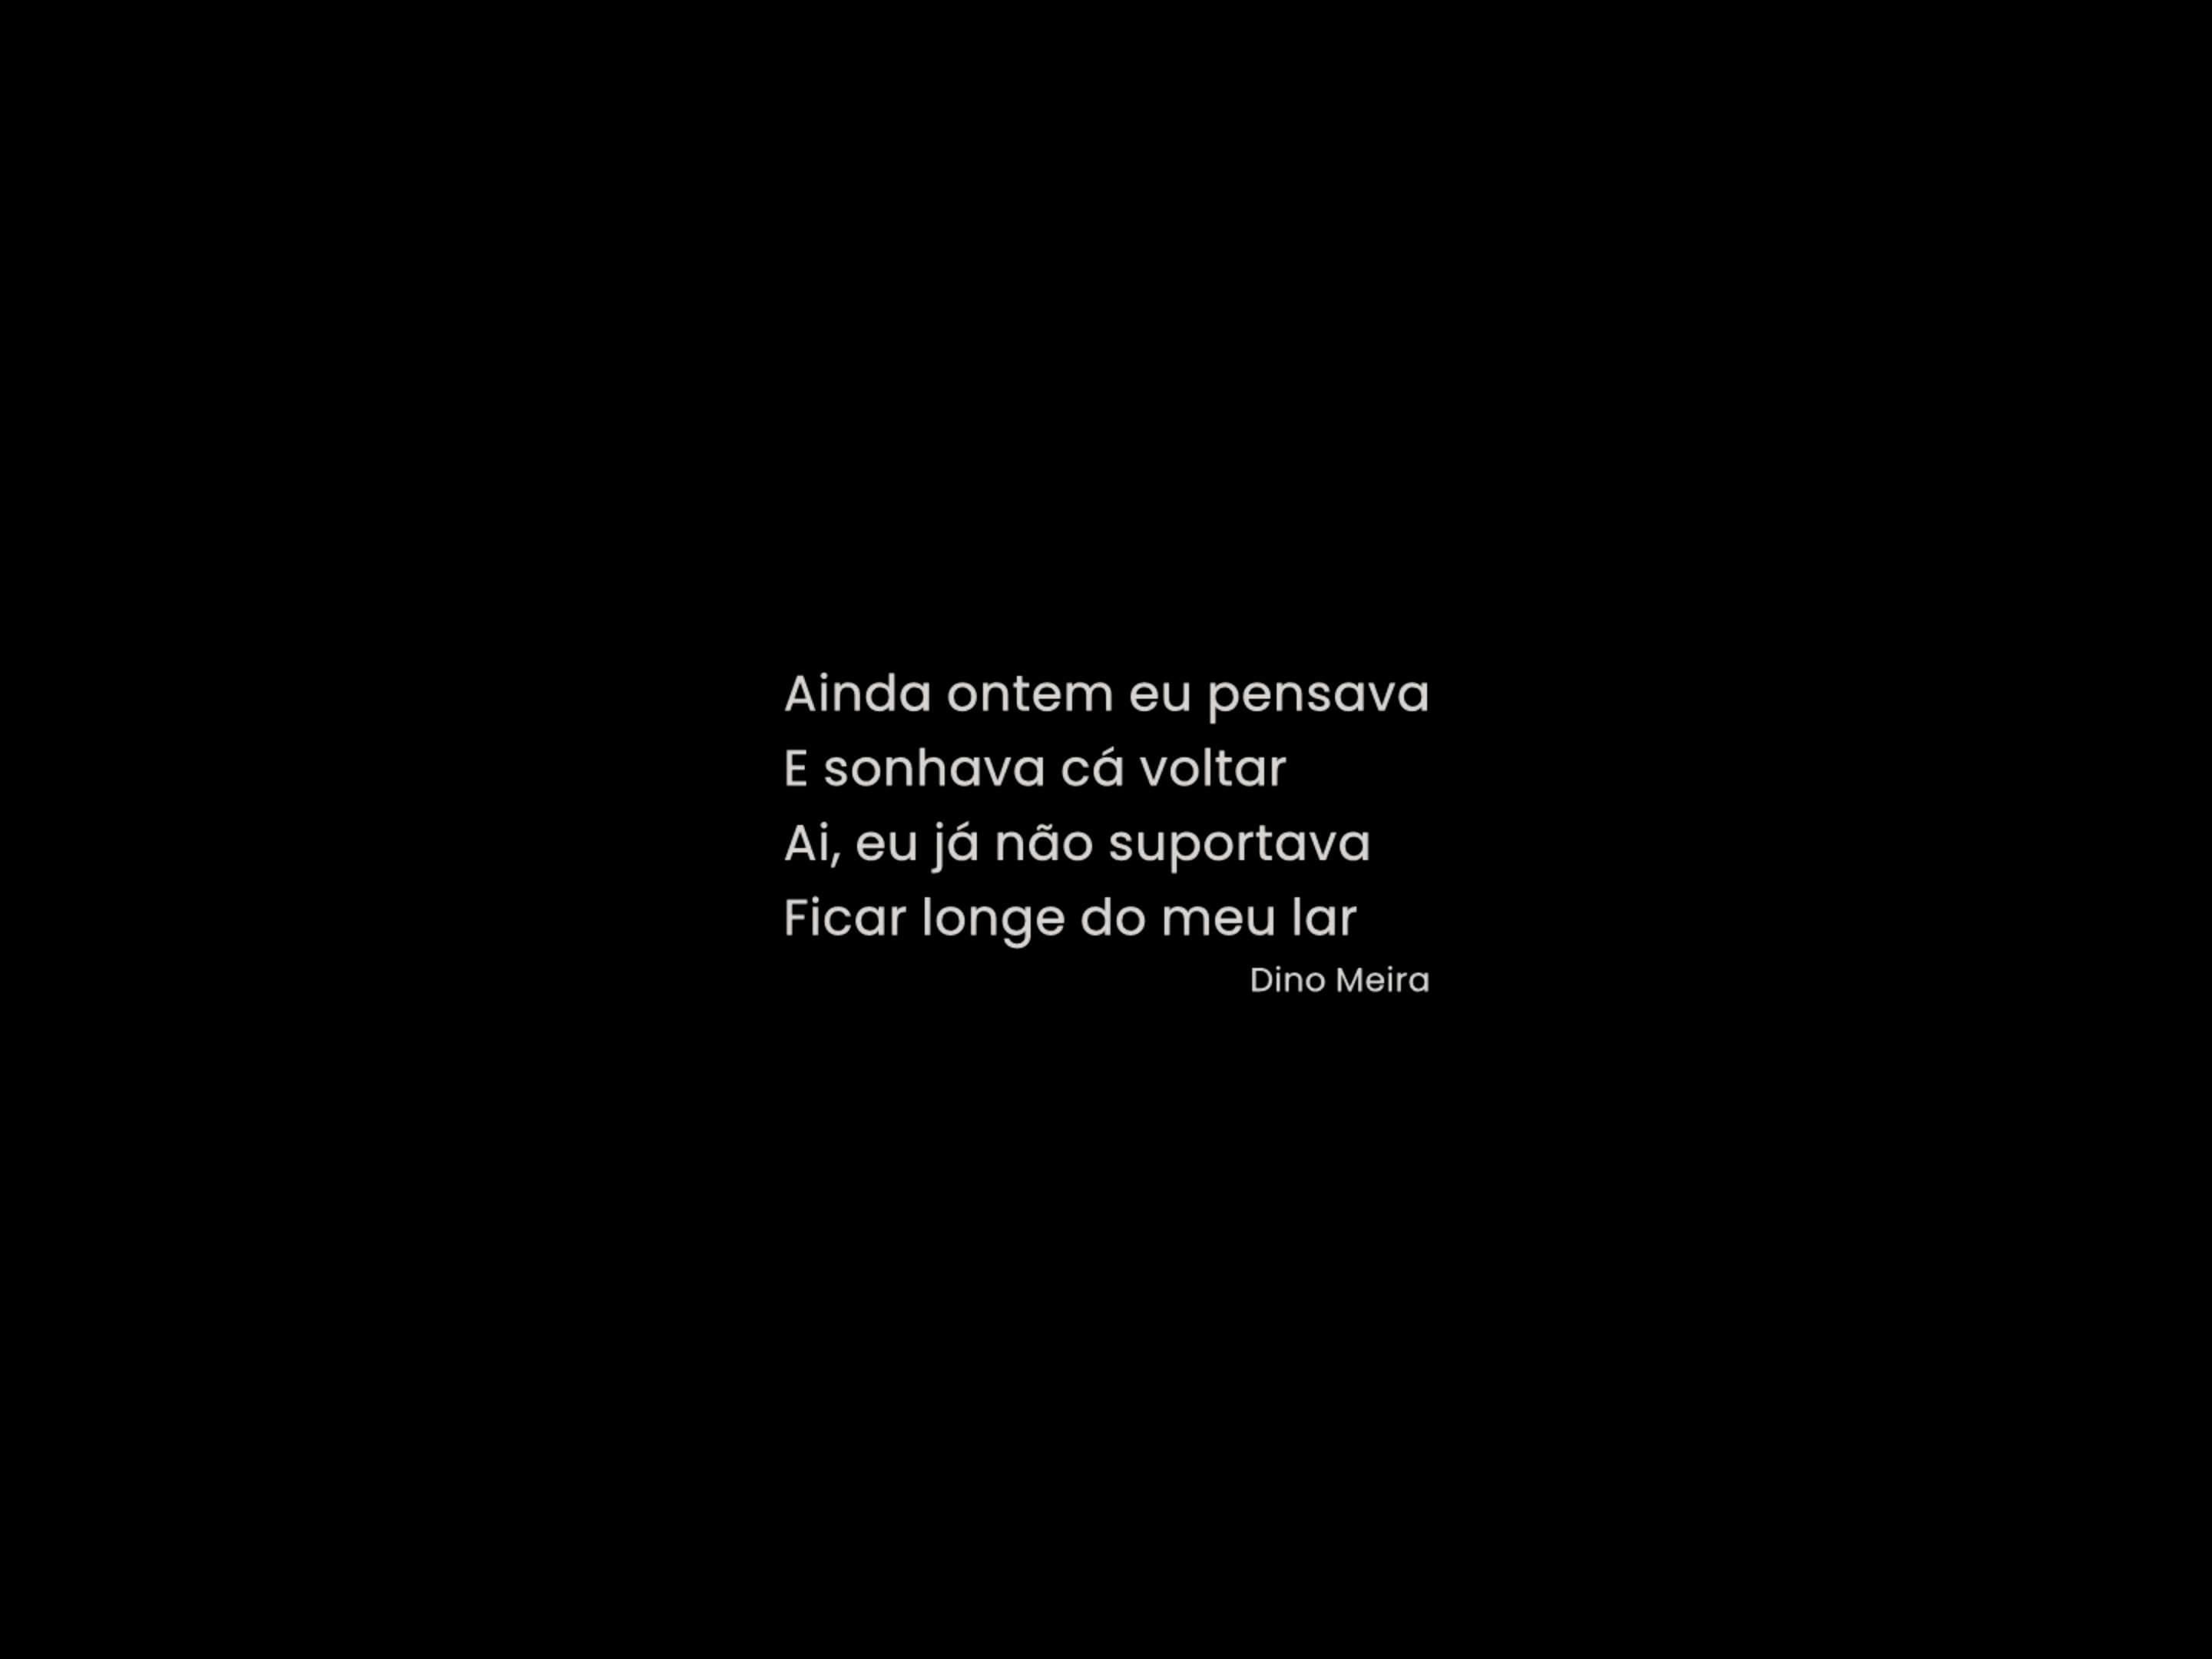 Ainda ontem eu pensava
E sonhava cá voltar
Ai, eu já não suportava
Ficar longe do meu lar
Dino Meira